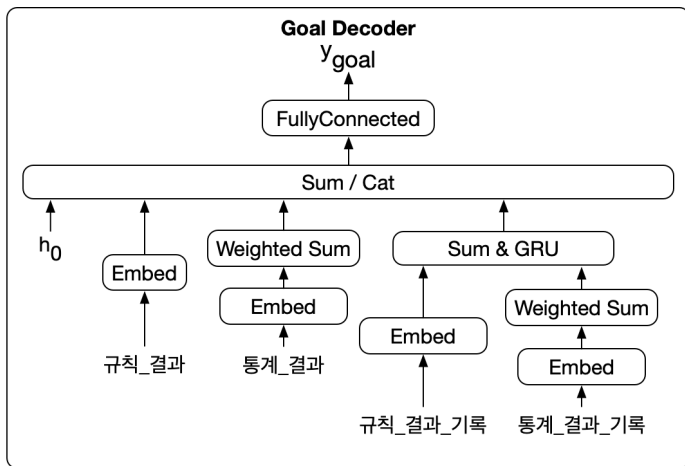 Goal Decoder
y_goal
FullyConnected
Sum / Cat
h_0
Embed
규칙_결과
Weighted Sum
Embed
통계_결과
Sum & GRU
Embed
규칙_결과_기록
Weighted Sum
Embed
통계_결과_기록